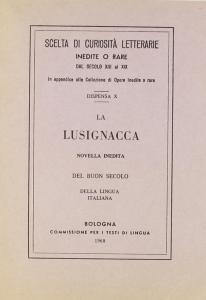 SCELTA DI CURIOSITÀ LETTERARIE
INEDITE O RARE
DAL SECOLO XIII al XIX
In appendice alla Collezione di Opere inedite o rare
DISPENSA X
LA
LUSIGNACCA
NOVELLA INEDITA
DEL BUON SECOLO
DELLA LINGUA
ITALIANA
BOLOGNA
COMMISSIONE PER I TESTI DI LINGUA
1968